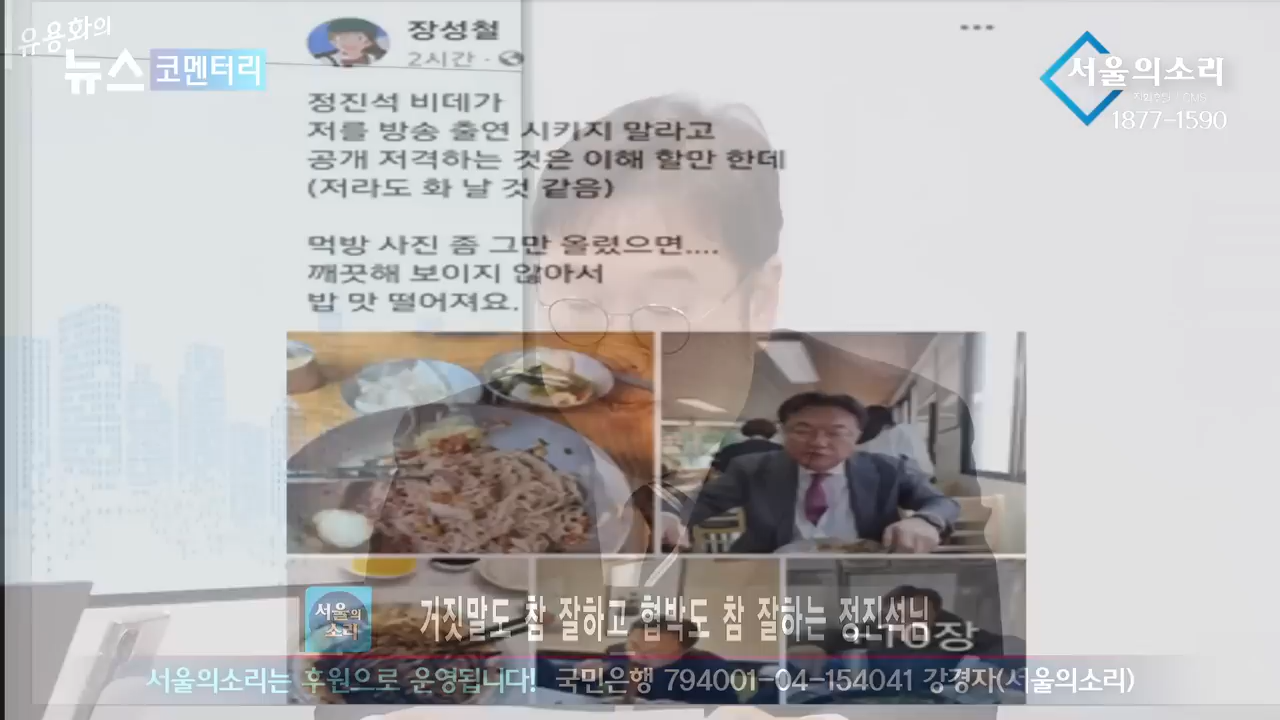 유용화의
뉴스 코멘터리
장성철
2시간 ·
정진석 비데가
저를 방송 출연 시키지 말라고
공개 저격하는 것은 이해 할만 한데
(저라도 화 날 것 같음)
먹방 사진 좀 그만 올렸으면....
깨끗해 보이지 않아서
밥 맛 떨어져요.
서울의소리
1877-1590
서울의
소리
거짓말도 참 잘하고 협박도 참 잘하는 정진석님
+10장
서울의소리는 후원으로 운영됩니다! 국민은행 794001-04-154041 강경자(서울의소리)